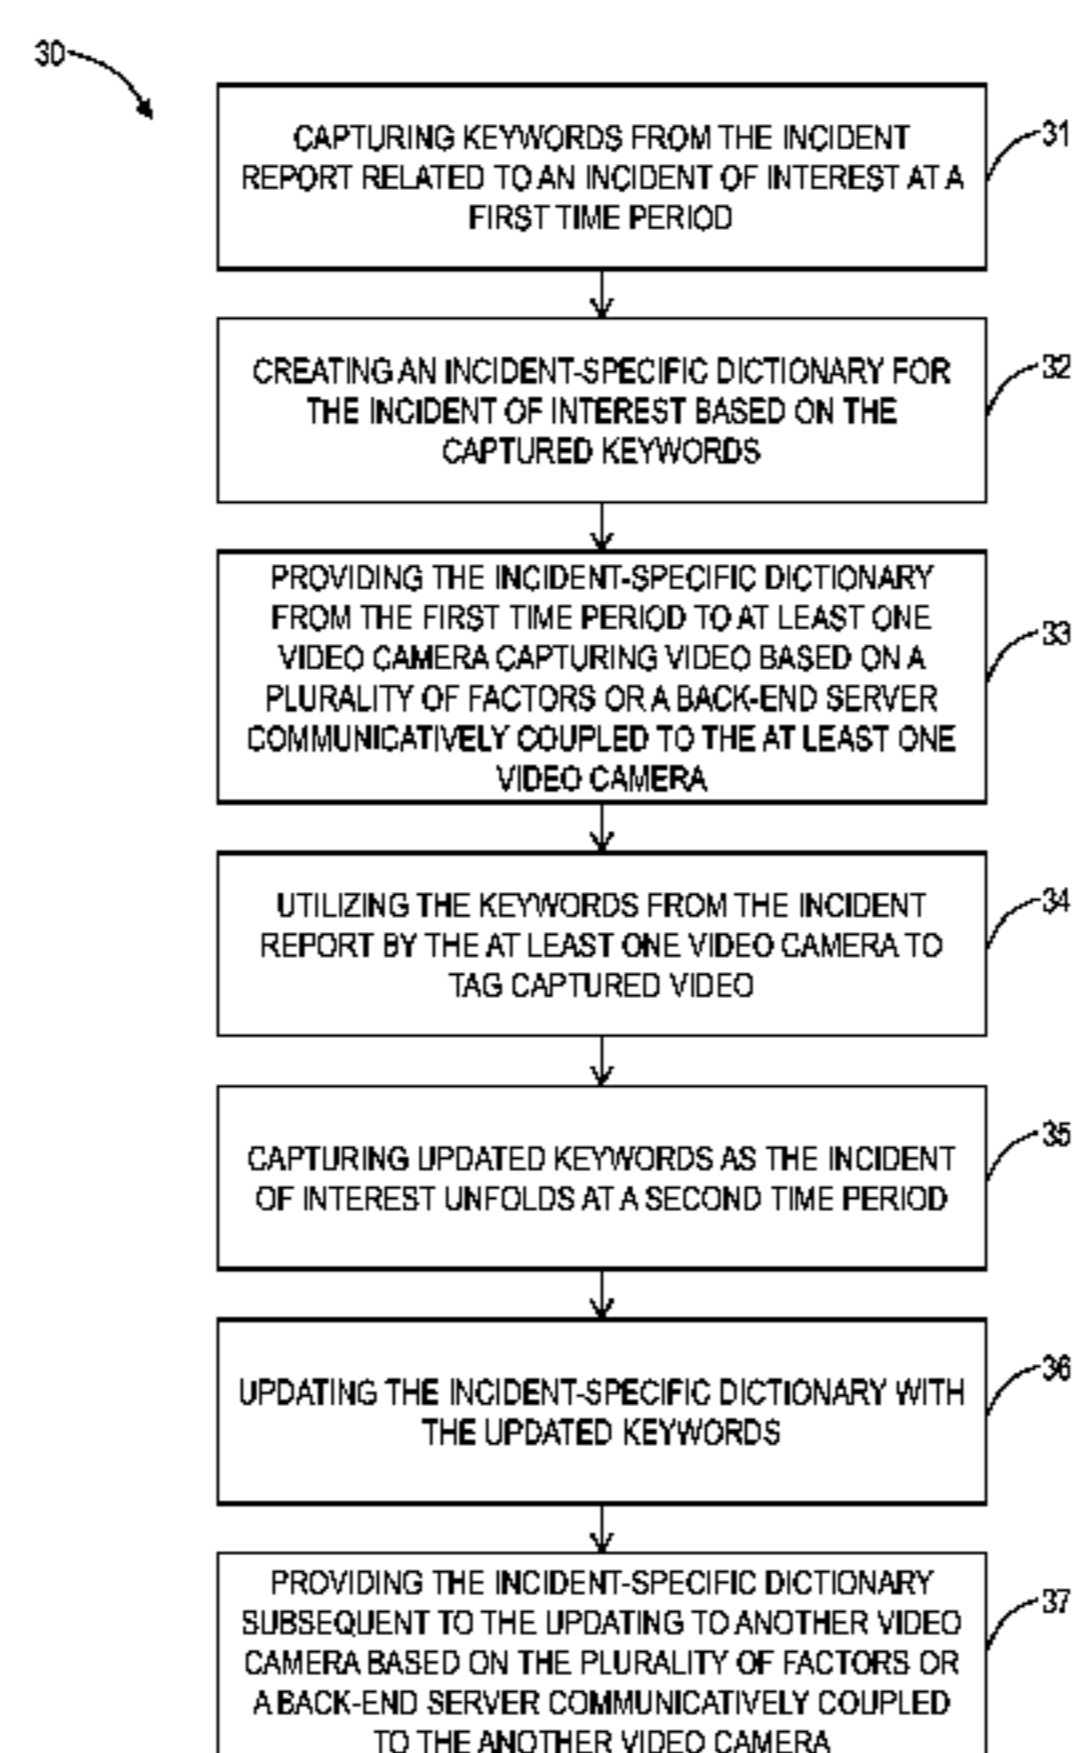 30
CAPTURING KEYWORDS FROM THE INCIDENT
REPORT RELATED TO AN INCIDENT OF INTEREST AT A
FIRST TIME PERIOD
31
CREATING AN INCIDENT-SPECIFIC DICTIONARY FOR
THE INCIDENT OF INTEREST BASED ON THE
CAPTURED KEYWORDS
32
PROVIDING THE INCIDENT-SPECIFIC DICTIONARY
FROM THE FIRST TIME PERIOD TO AT LEAST ONE
VIDEO CAMERA CAPTURING VIDEO BASED ON A
PLURALITY OF FACTORS OR A BACK-END SERVER
COMMUNICATIVELY COUPLED TO THE AT LEAST ONE
VIDEO CAMERA
33
UTILIZING THE KEYWORDS FROM THE INCIDENT
REPORT BY THE AT LEAST ONE VIDEO CAMERA TO
TAG CAPTURED VIDEO
34
CAPTURING UPDATED KEYWORDS AS THE INCIDENT
OF INTEREST UNFOLDS AT A SECOND TIME PERIOD
35
UPDATING THE INCIDENT-SPECIFIC DICTIONARY WITH
THE UPDATED KEYWORDS
36
PROVIDING THE INCIDENT-SPECIFIC DICTIONARY
SUBSEQUENT TO THE UPDATING TO ANOTHER VIDEO
CAMERA BASED ON THE PLURALITY OF FACTORS OR
A BACK-END SERVER COMMUNICATIVELY COUPLED
TO THE ANOTHER VIDEO CAMERA
37